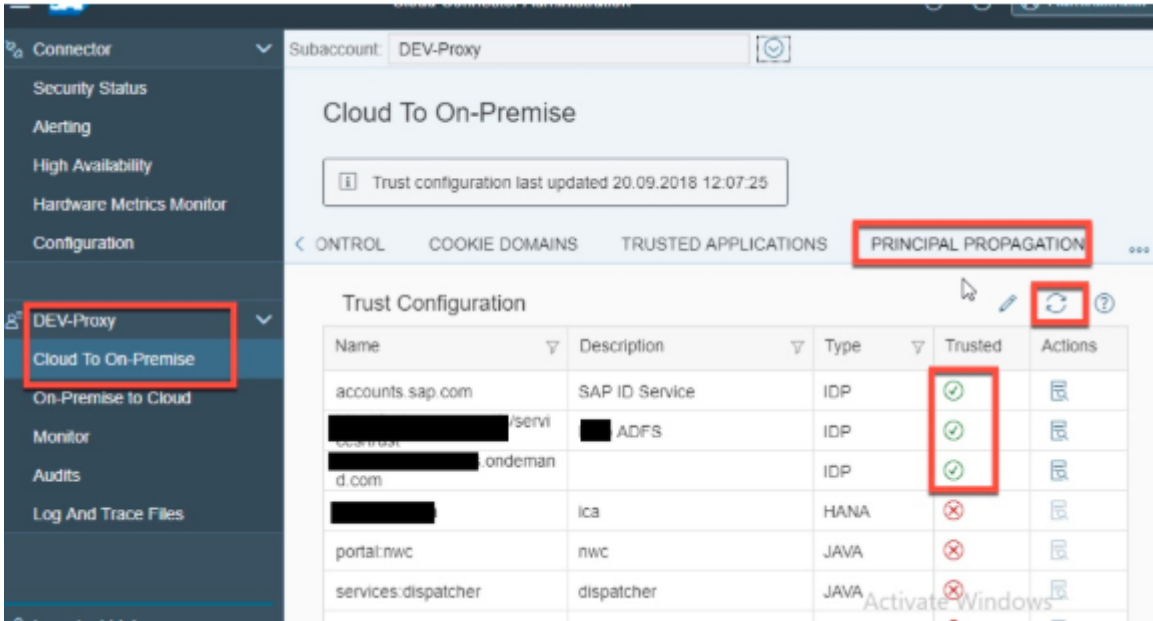 SAP
Cloud Connector Administration
Administrator
Connector
Subaccount: DEV-Proxy
Security Status
Alerting
High Availability
Hardware Metrics Monitor
Configuration
DEV-Proxy
Cloud To On-Premise
On-Premise to Cloud
Monitor
Audits
Log And Trace Files
Cloud To On-Premise
Trust configuration last updated 20.09.2018 12:07:25
ONTROL COOKIE DOMAINS TRUSTED APPLICATIONS PRINCIPAL PROPAGATION
Trust Configuration
Name Description Type Trusted Actions
accounts.sap.com SAP ID Service IDP
/servi
ces/trust ADFS IDP
.ondeman
d.com IDP
ica HANA
portal:nwc nwc JAVA
services:dispatcher dispatcher JAVA
Activate Windows